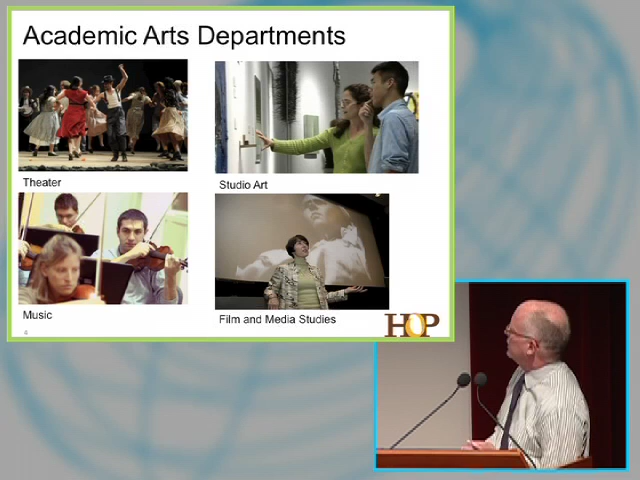 Academic Arts Departments
Theater
Studio Art
Music
Film and Media Studies
HOP